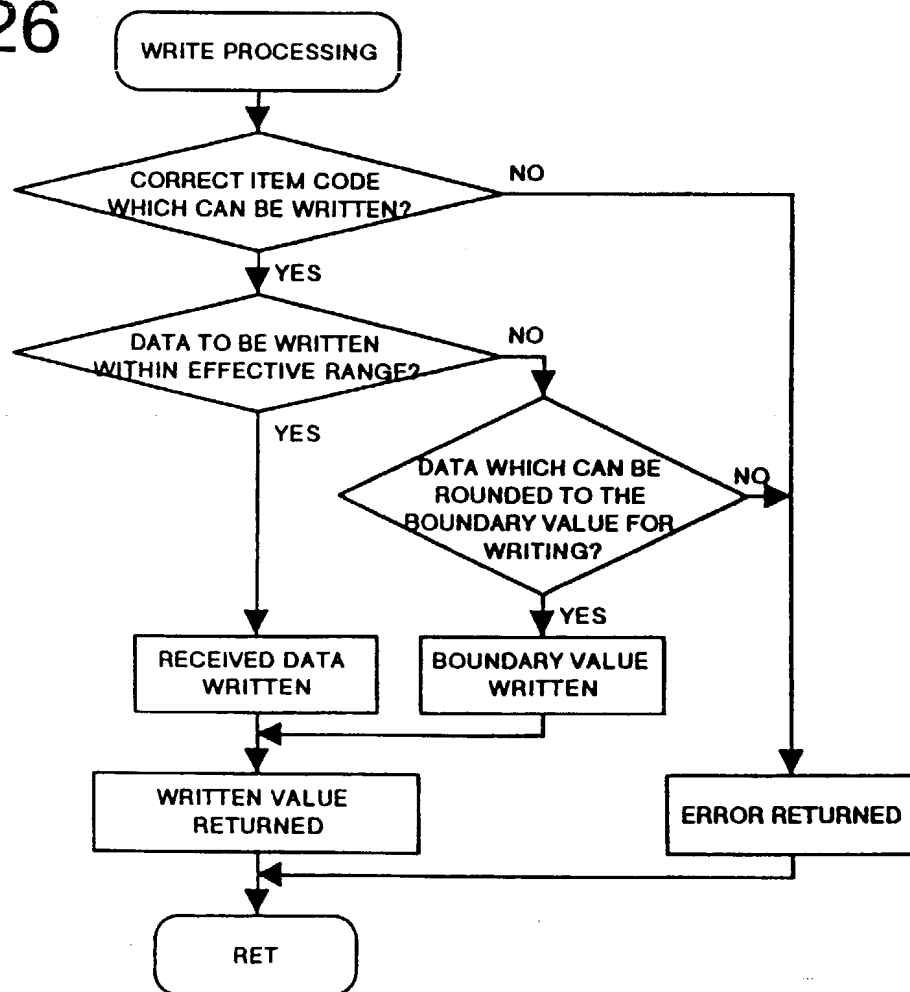 26
WRITE PROCESSING
CORRECT ITEM CODE
WHICH CAN BE WRITTEN?
NO
YES
DATA TO BE WRITTEN
WITHIN EFFECTIVE RANGE?
NO
YES
DATA WHICH CAN BE
ROUNDED TO THE
BOUNDARY VALUE FOR
WRITING?
NO
YES
RECEIVED DATA
WRITTEN
BOUNDARY VALUE
WRITTEN
WRITTEN VALUE
RETURNED
ERROR RETURNED
RET